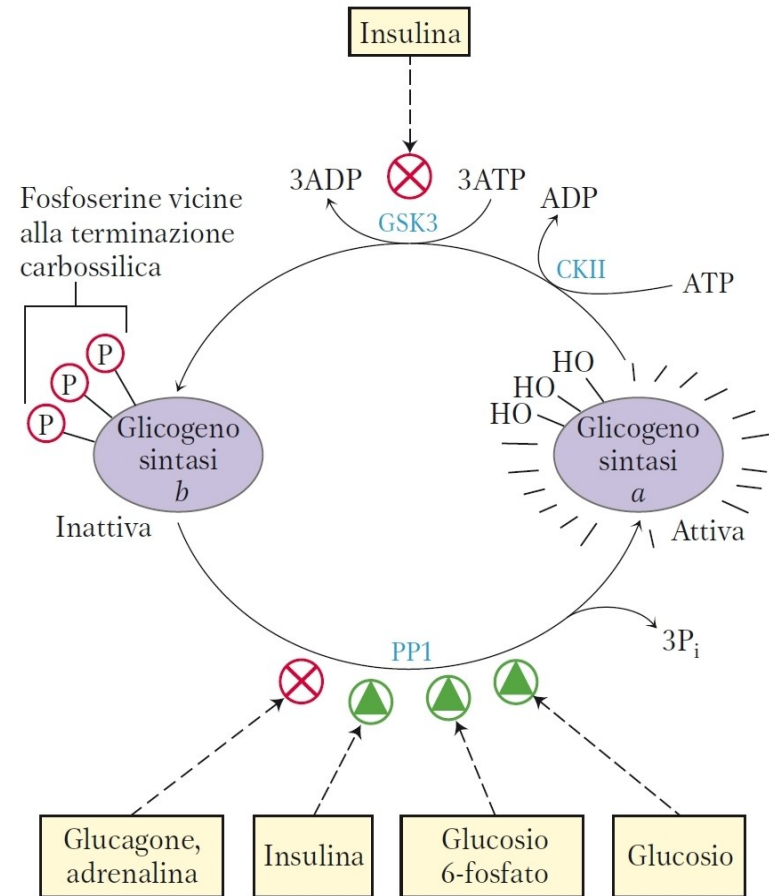 Insulina
3ADP
3ATP
GSK3
ADP
CKII
ATP
Fosfoserine vicine
alla terminazione
carbossilica
P
P
P
HO
HO
HO
Glicogeno
sintasi
b
Inattiva
Glicogeno
sintasi
a
Attiva
PP1
3Pi
Glucagone,
adrenalina
Insulina
Glucosio
6-fosfato
Glucosio